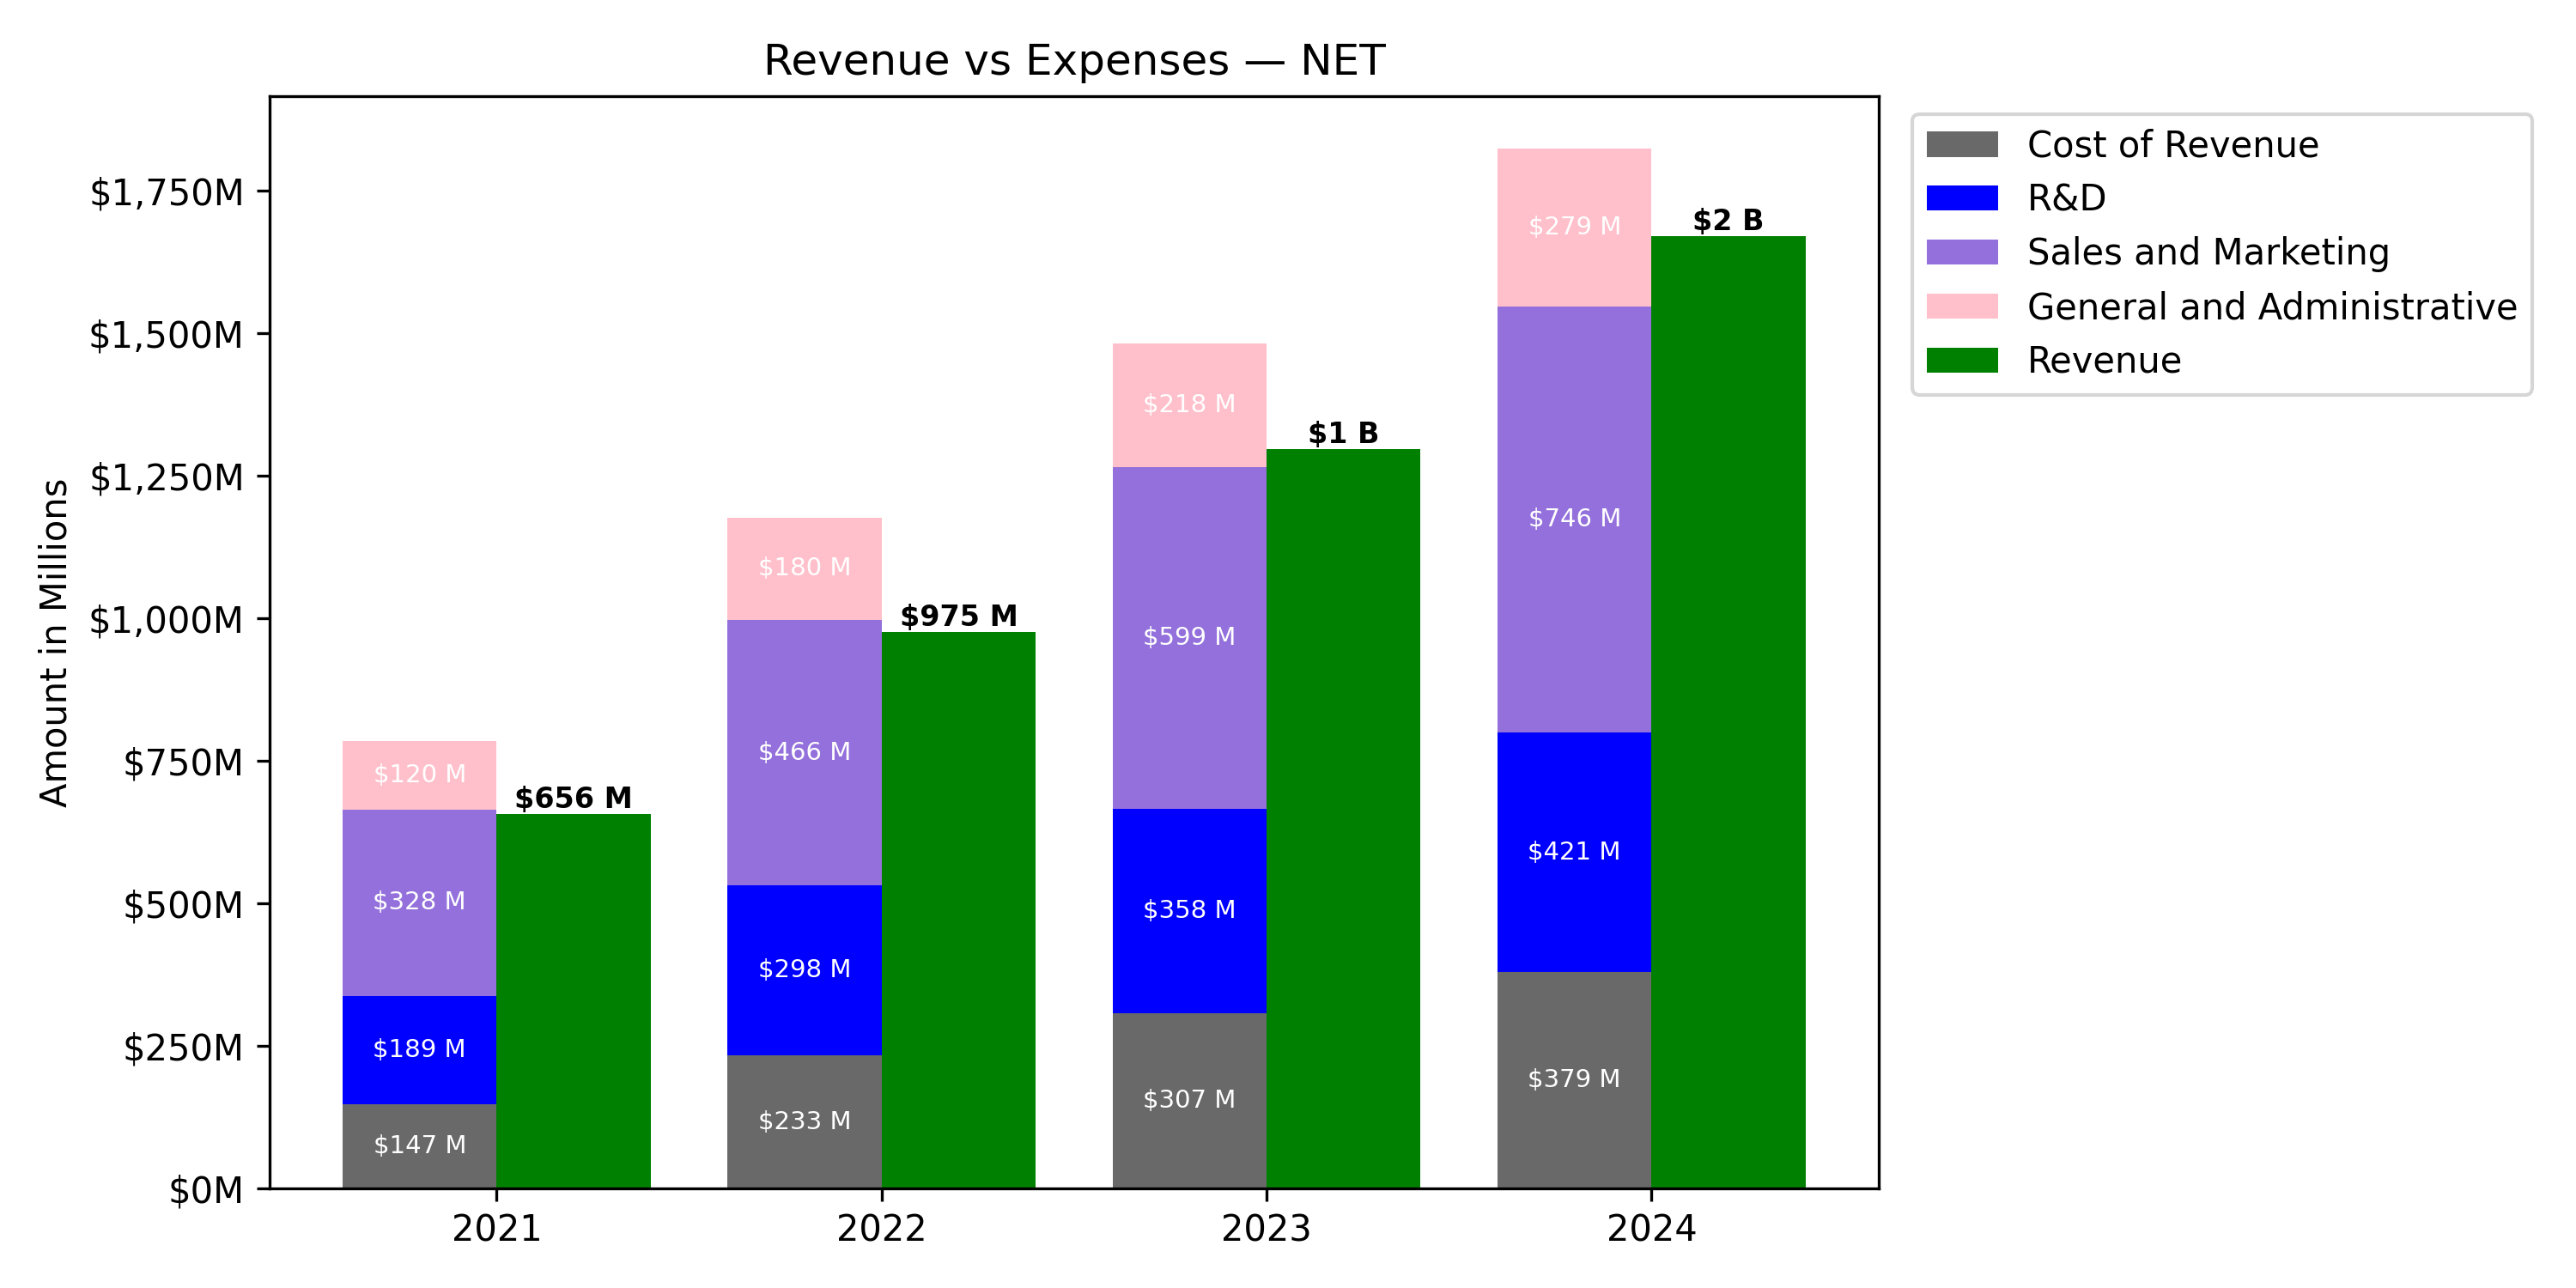 Revenue vs Expenses — NET
Amount in Millions
$1,750M
$1,500M
$1,250M
$1,000M
$750M
$500M
$250M
$0M
$120 M
$328 M
$189 M
$147 M
$656 M
$180 M
$466 M
$298 M
$233 M
$975 M
$218 M
$599 M
$358 M
$307 M
$1 B
$279 M
$746 M
$421 M
$379 M
$2 B
2021
2022
2023
2024
Cost of Revenue
R&D
Sales and Marketing
General and Administrative
Revenue